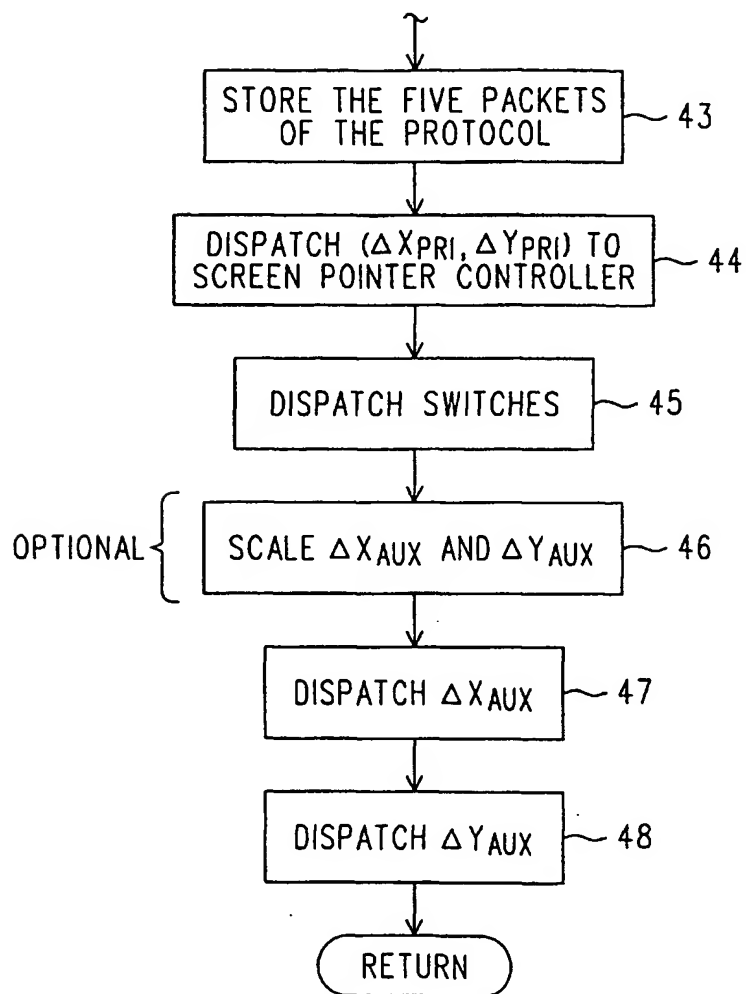 STORE THE FIVE PACKETS
OF THE PROTOCOL
43
DISPATCH (ΔXPRI, ΔYPRI) TO
SCREEN POINTER CONTROLLER
44
DISPATCH SWITCHES
45
OPTIONAL
SCALE ΔXAUX AND ΔYAUX
46
DISPATCH ΔXAUX
47
DISPATCH ΔYAUX
48
RETURN